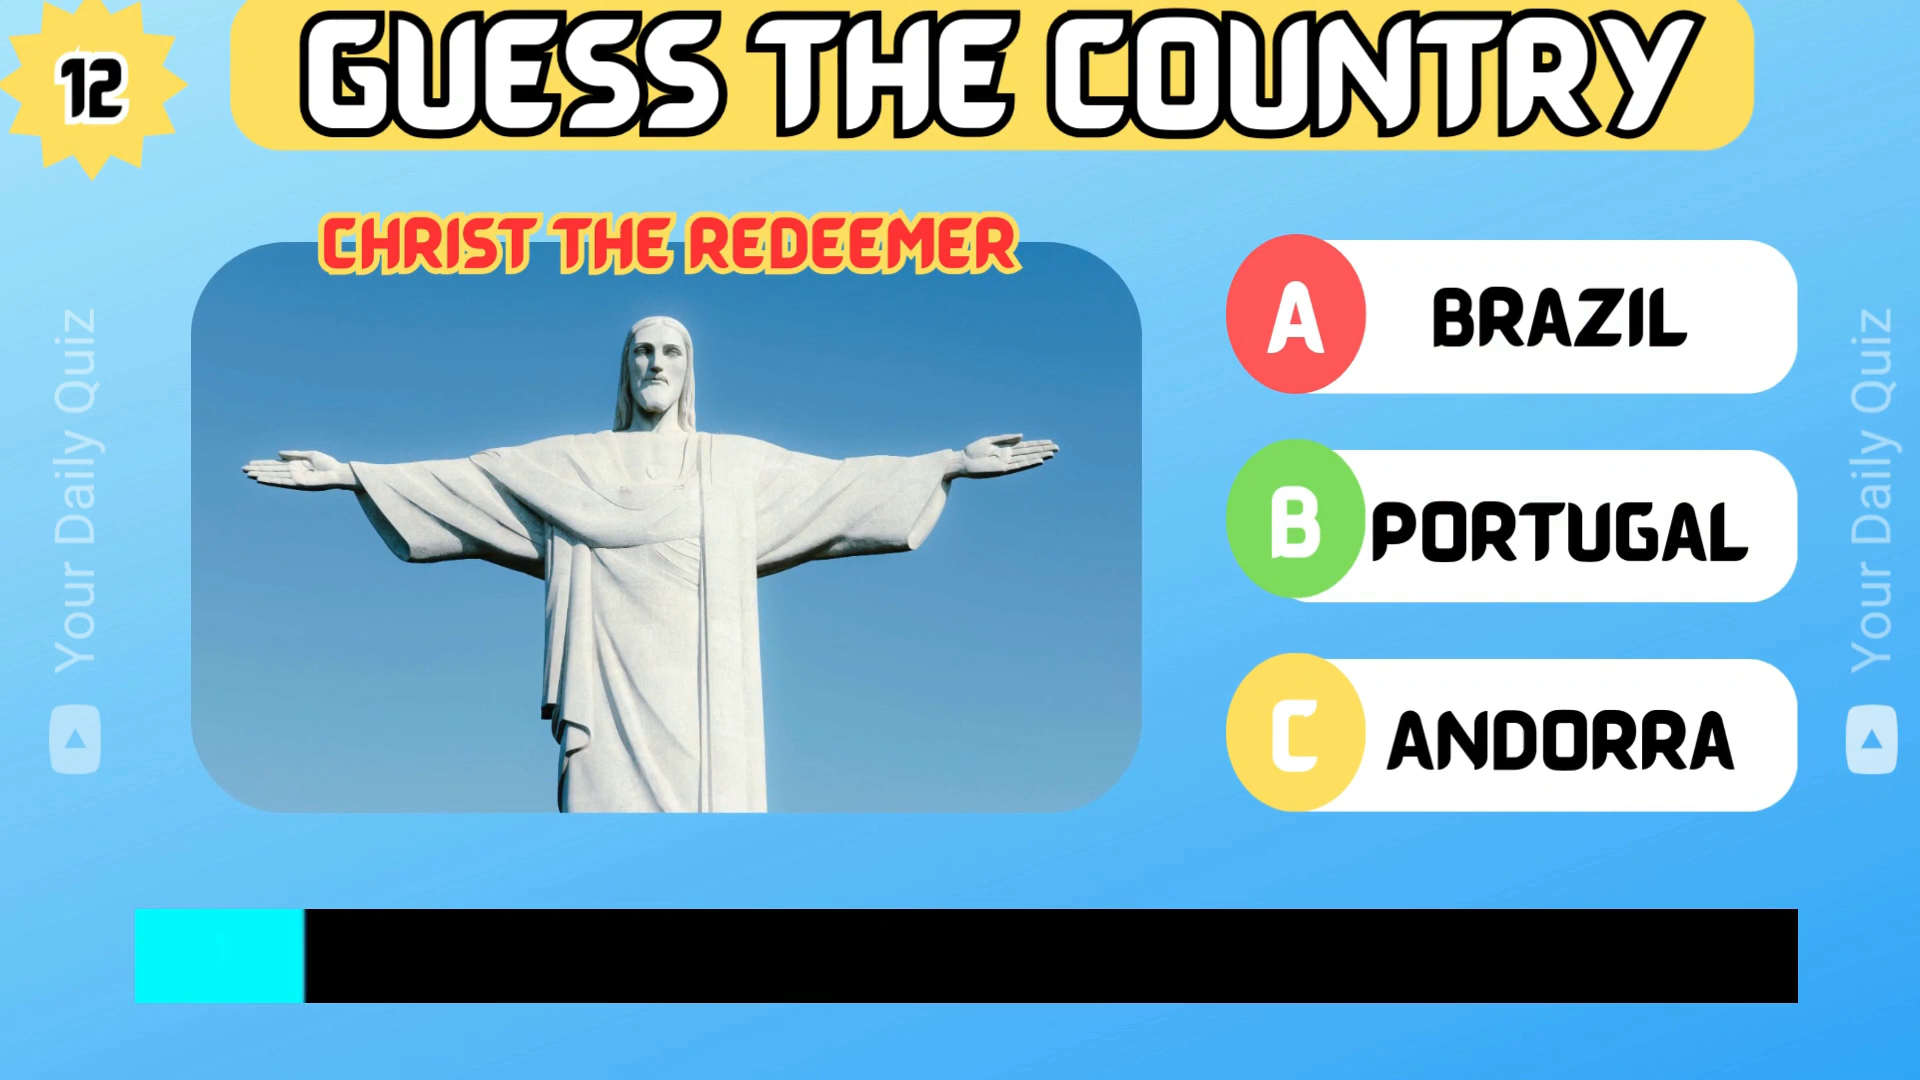 12
GUESS THE COUNTRY
CHRIST THE REDEEMER
A BRAZIL
B PORTUGAL
C ANDORRA
Your Daily Quiz
Your Daily Quiz